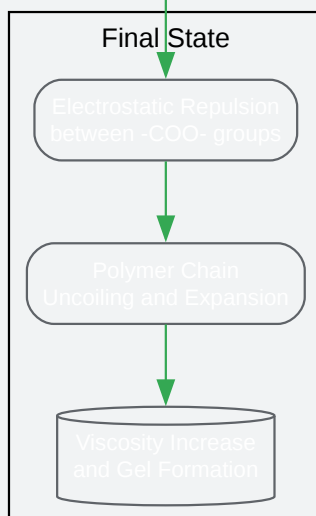 Final State
Electrostatic Repulsion
between -COO- groups
Polymer Chain
Uncoiling and Expansion
Viscosity Increase
and Gel Formation